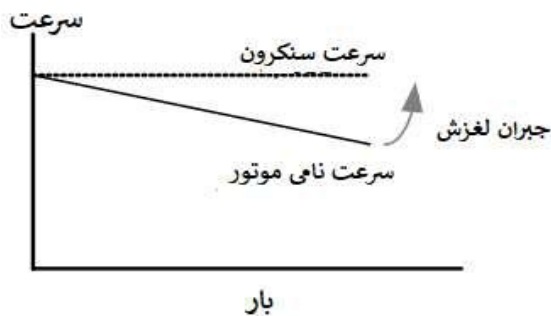 سرعت
سرعت سنکرون
جبران لغزش
سرعت نامی موتور
بار